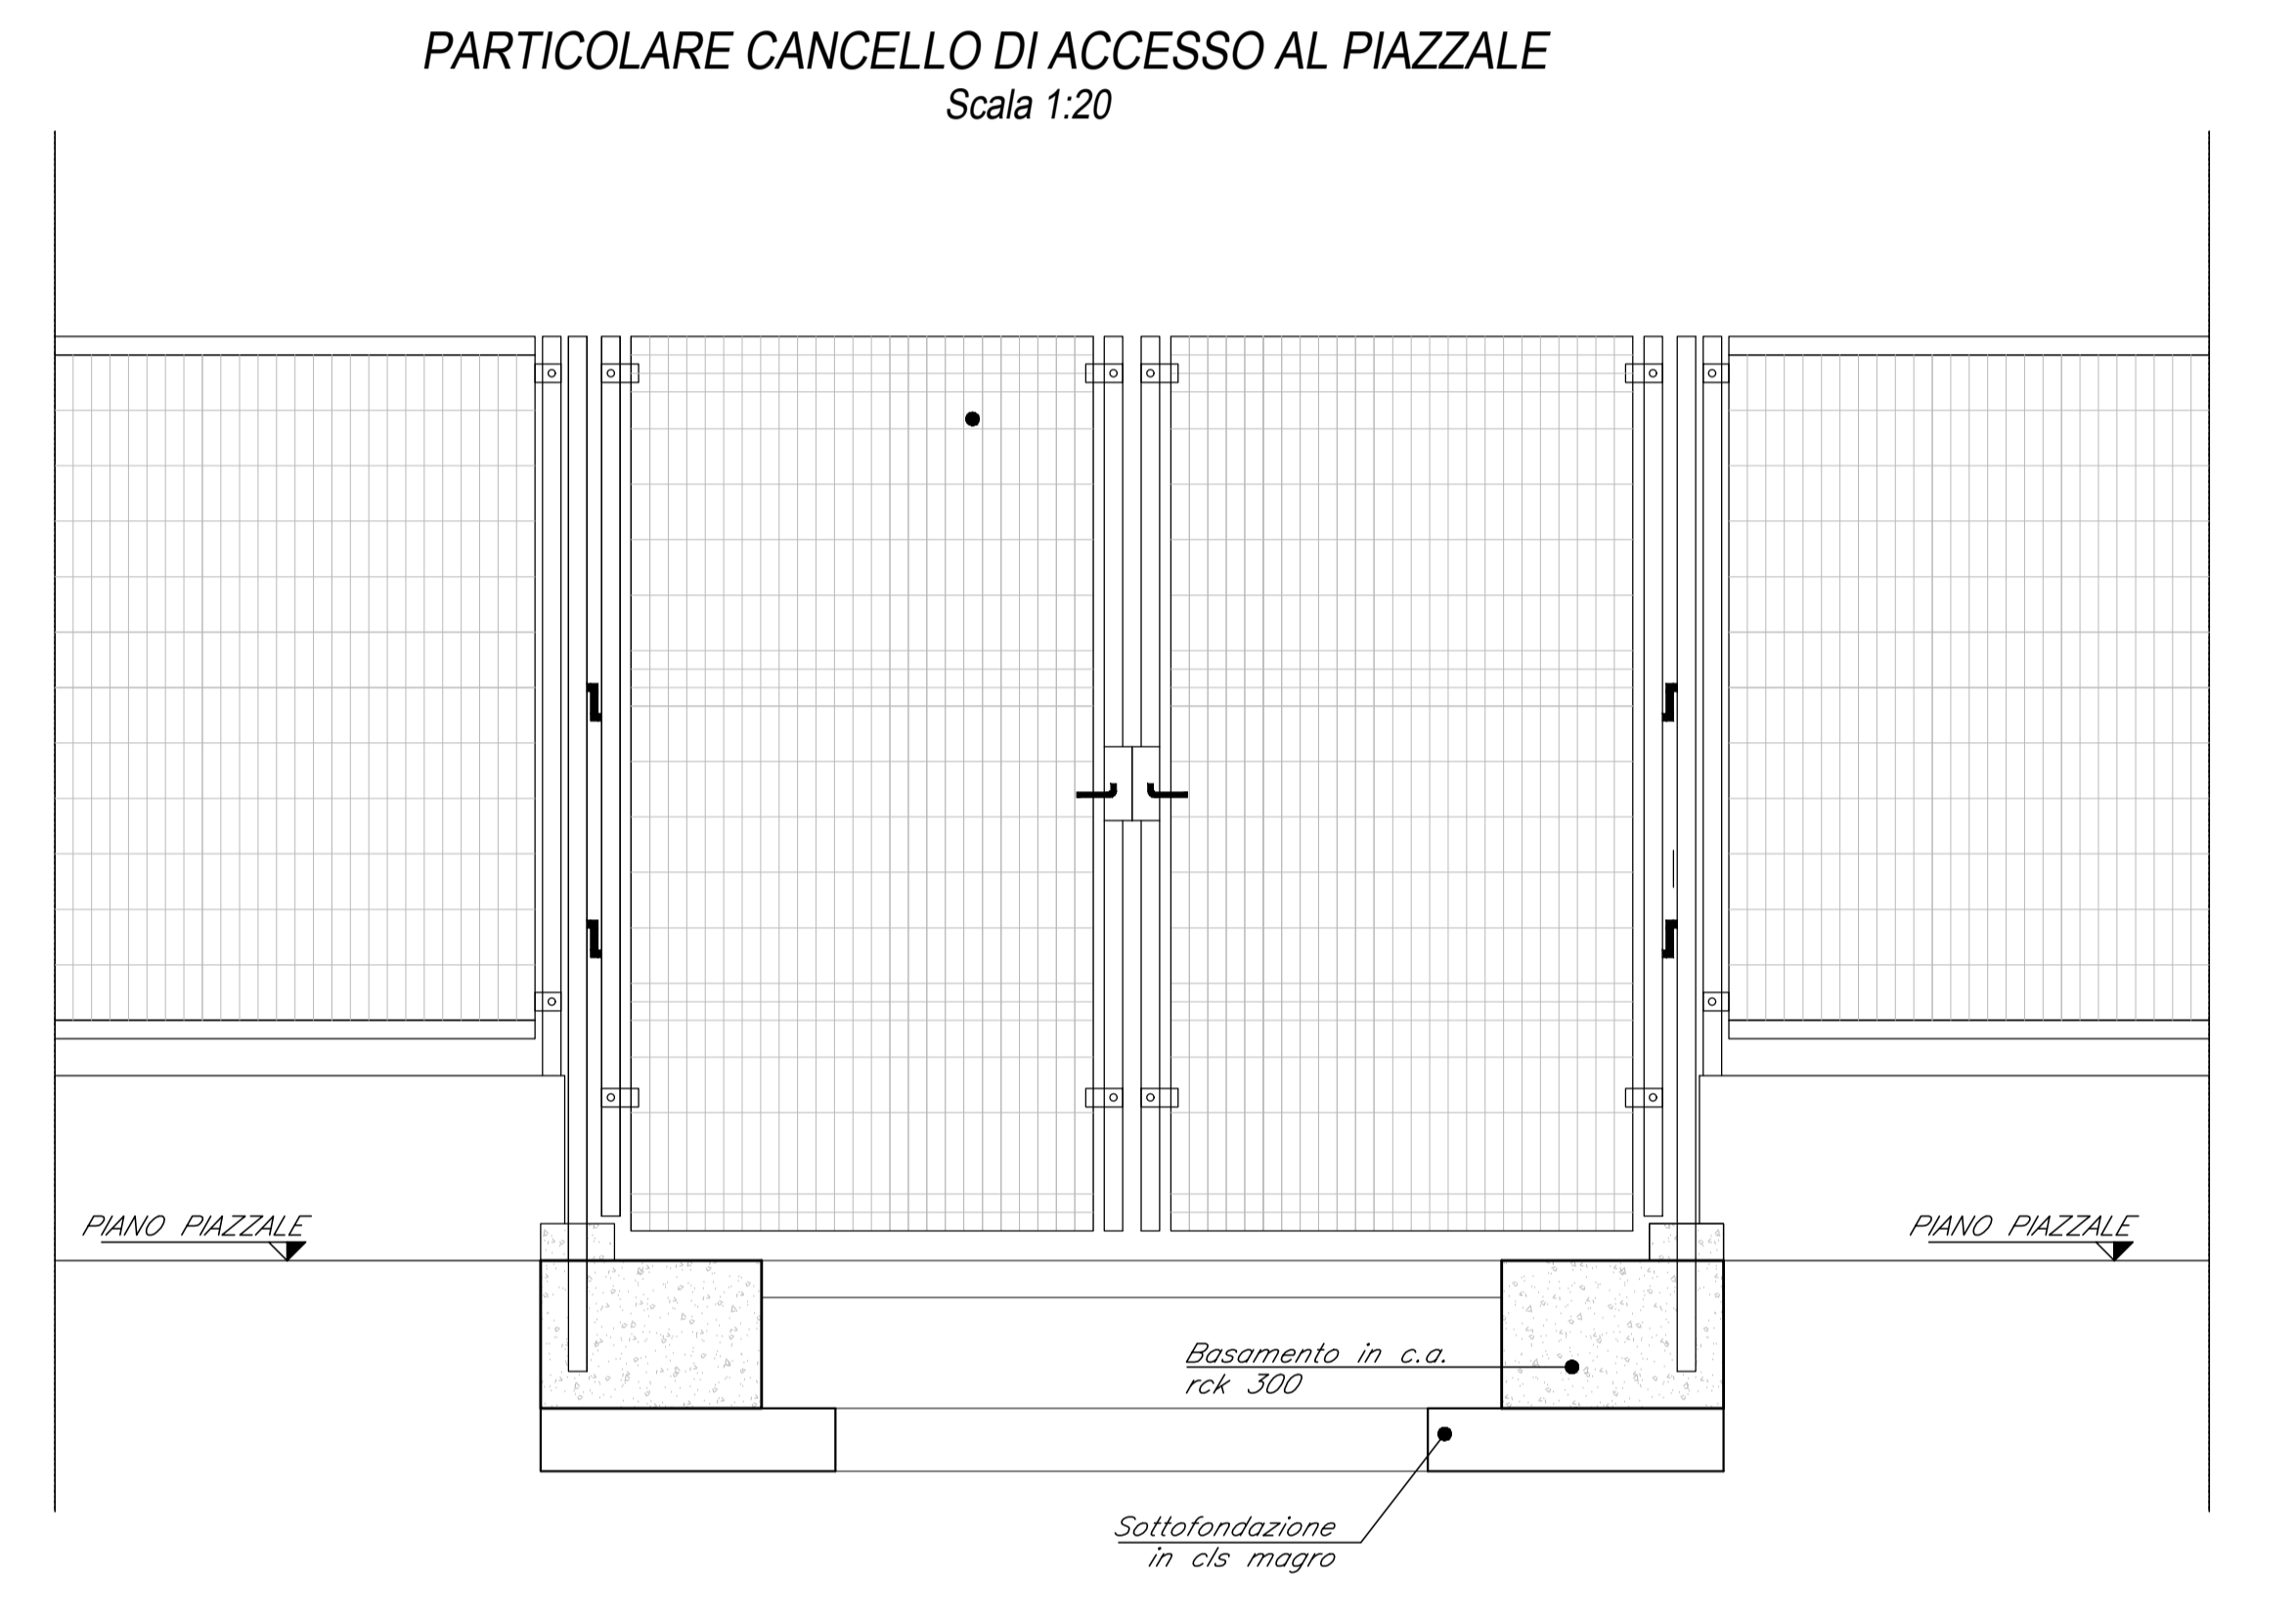 PARTICOLARE CANCELLO DI ACCESSO AL PIAZZALE
Scala 1:20
PIANO PIAZZALE
PIANO PIAZZALE
Basamento in c.a.
rck 300
Sottofondazione
in cls magro